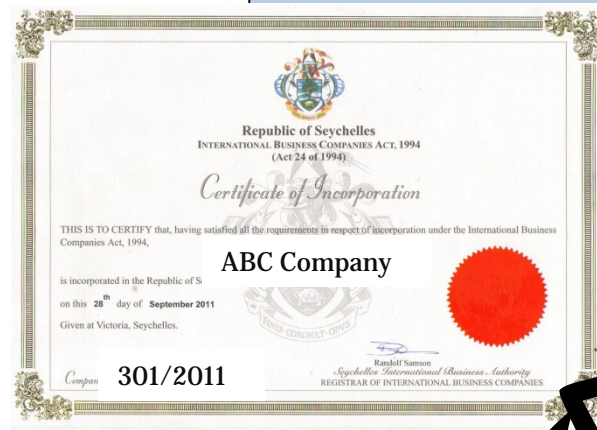 Republic of Seychelles
INTERNATIONAL BUSINESS COMPANIES ACT, 1994
(Act 24 of 1994)
Certificate of Incorporation
THIS IS TO CERTIFY that, having satisfied all the requirements in respect of incorporation under the International Business
Companies Act, 1994,
ABC Company
is incorporated in the Republic of
on this 28th day of September 2011
Given at Victoria, Seychelles.
FINIS CORONAT OPVS
Randolf Samson
Seychelles International Business Authority
301/2011
REGISTRAR OF INTERNATIONAL BUSINESS COMPANIES